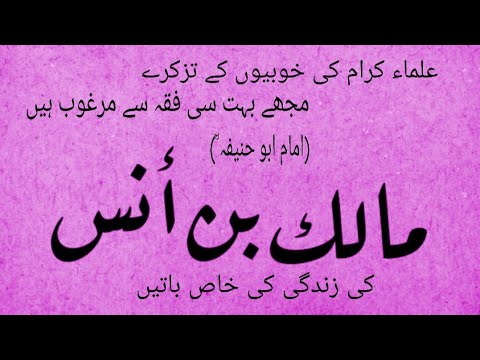 علماء کرام کی خوبیوں کے تزکرے
مجھے بہت سی فقہ سے مرغوب ہیں
(امام ابو حنیفہؒ)
مالك بن أنس
کی زندگی کی خاص باتیں